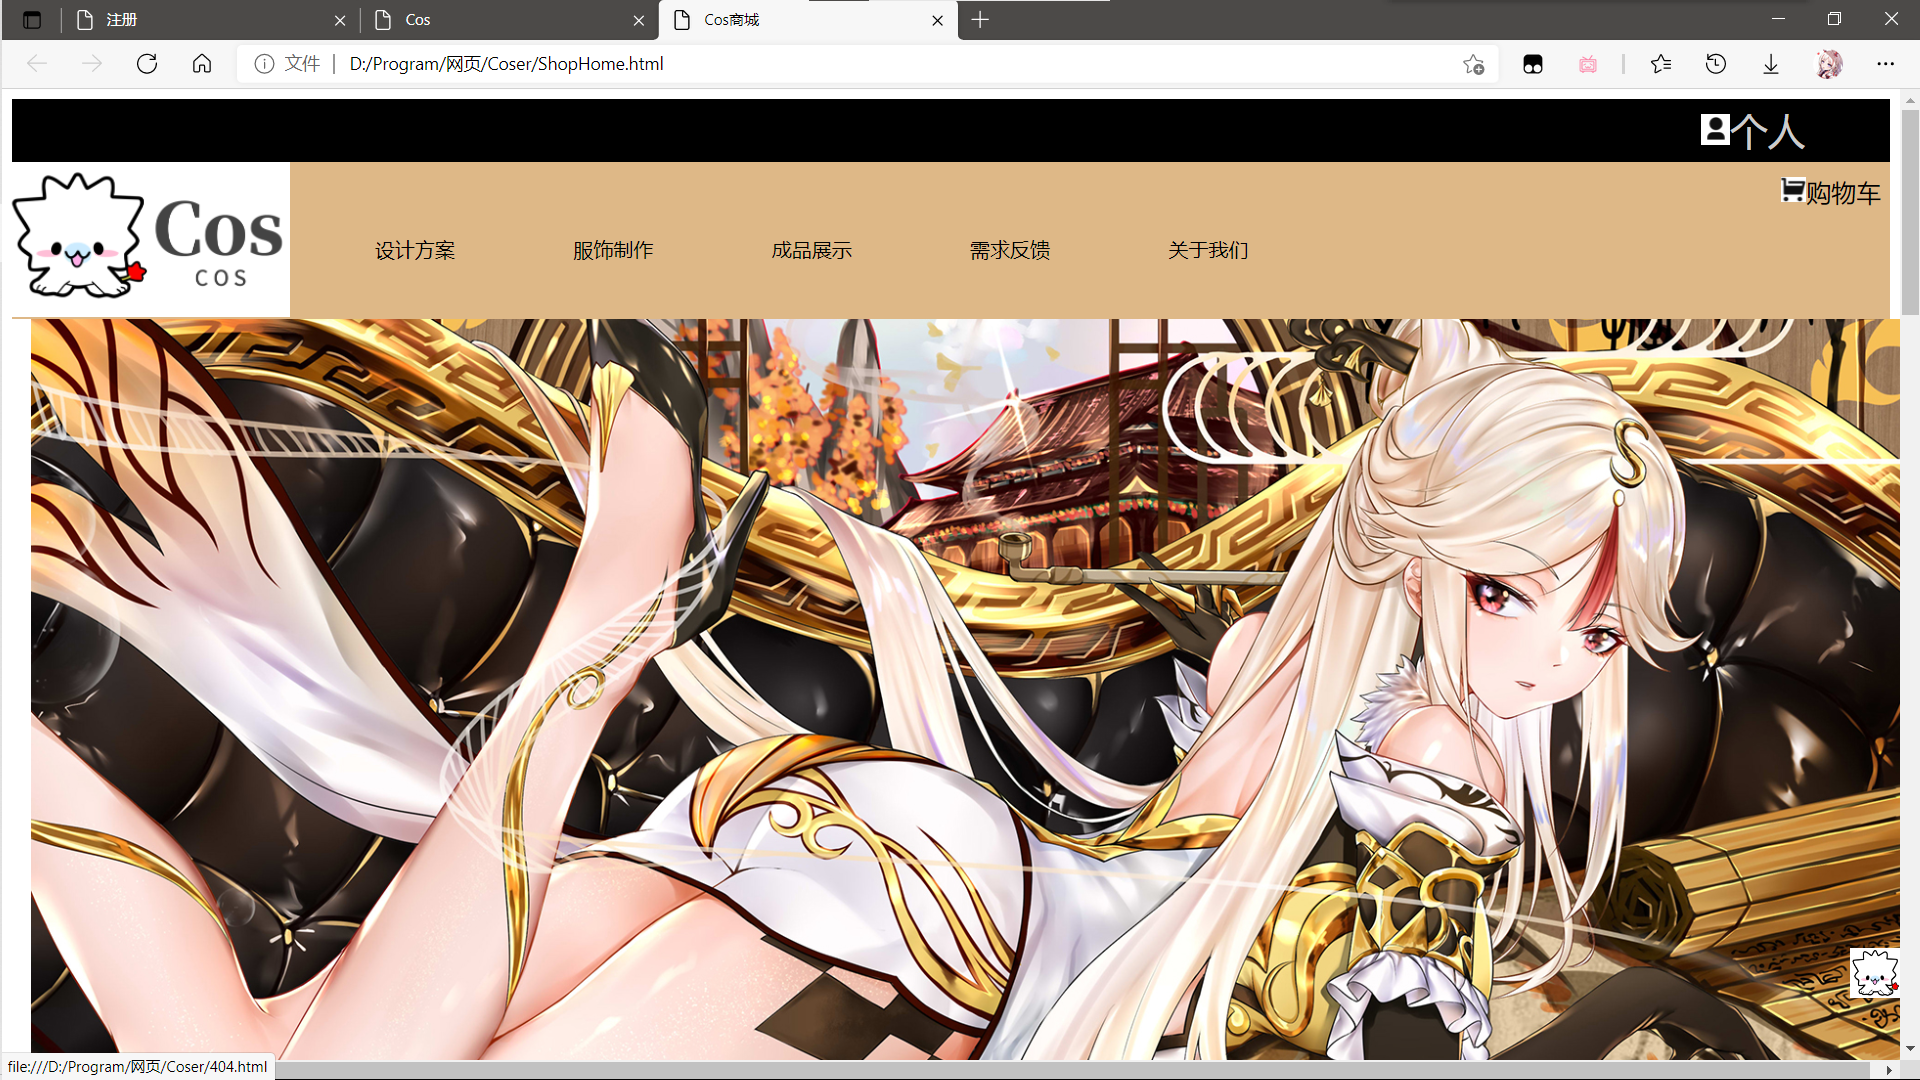 注册
Cos
Cos商城
文件
D:/Program/网页/Coser/ShopHome.html
个人
购物车
Cos
COS
设计方案
服饰制作
成品展示
需求反馈
关于我们
file:///D:/Program/网页/Coser/404.html